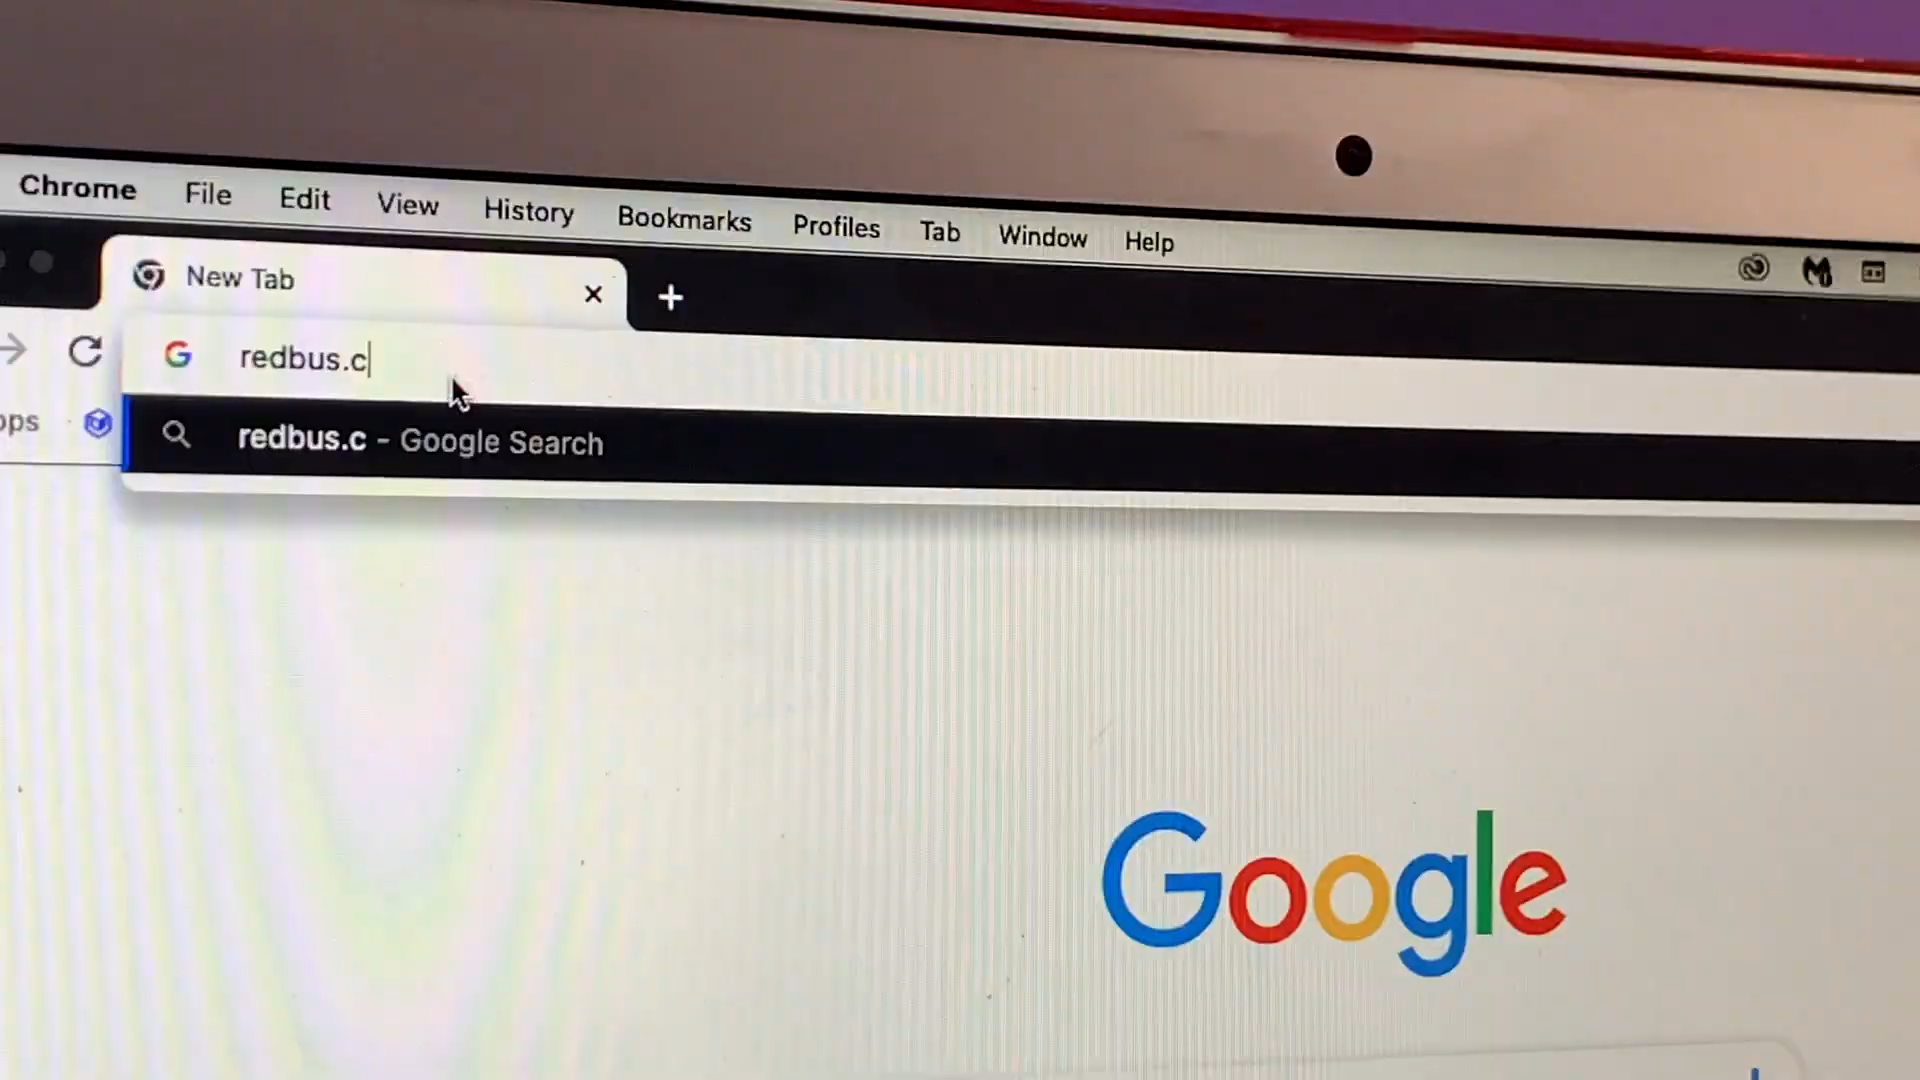 Chrome File Edit View History Bookmarks Profiles Tab Window Help
New Tab
redbus.c
redbus.c - Google Search
Google